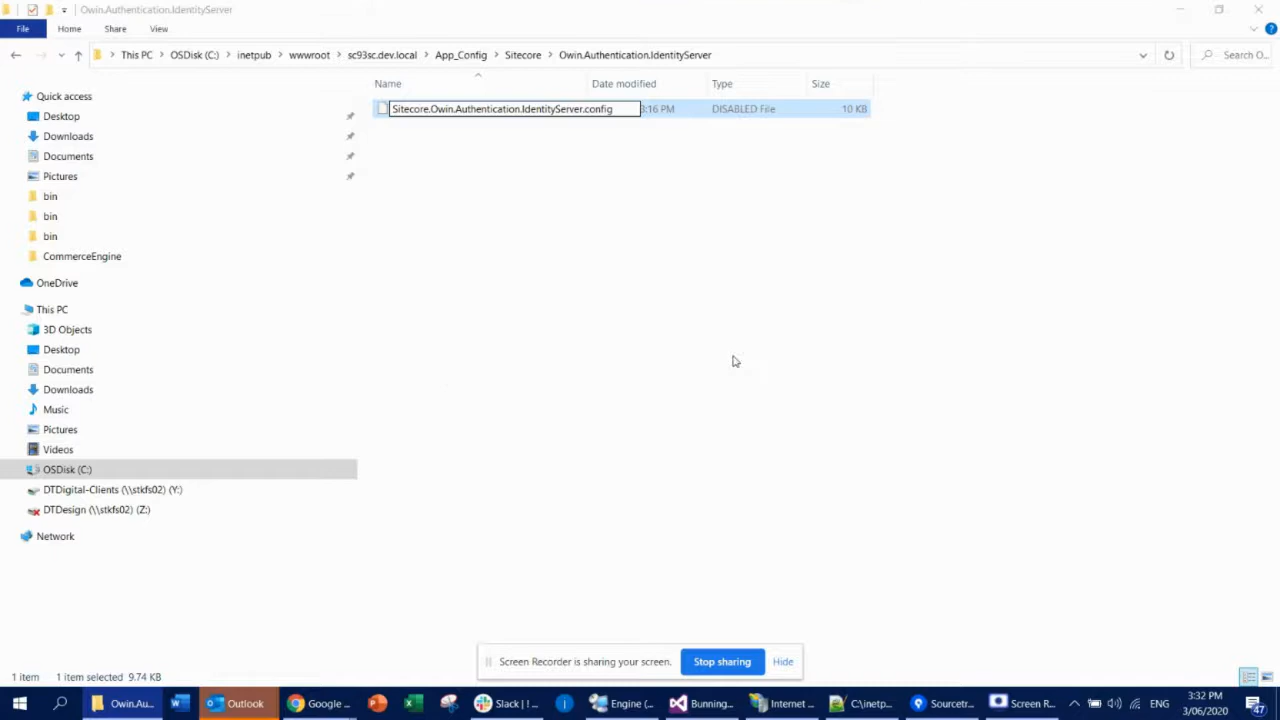 Owin.Authentication.IdentityServer
File Home Share View
This PC OSDisk (C:) inetpub wwwroot sc93sc.dev.local App_Config Sitecore Owin.Authentication.IdentityServer Search O...
Name Date modified Type Size
Sitecore.Owin.Authentication.IdentityServer.config :16 PM DISABLED File 10 KB
Quick access
Desktop
Downloads
Documents
Pictures
bin
bin
bin
CommerceEngine
OneDrive
This PC
3D Objects
Desktop
Documents
Downloads
Music
Pictures
Videos
OSDisk (C:)
DTDigital-Clients (\\stkfs02) (Y:)
DTDesign (\\stkfs02) (Z:)
Network
Screen Recorder is sharing your screen. Stop sharing Hide
1 item 1 item selected 9.74 KB
Owin.Au... Outlook Google ... Slack | !... Engine (... Bunning... Internet ... C:\inetp... Sourcetr... Screen R... ENG 3:32 PM
3/06/2020 47